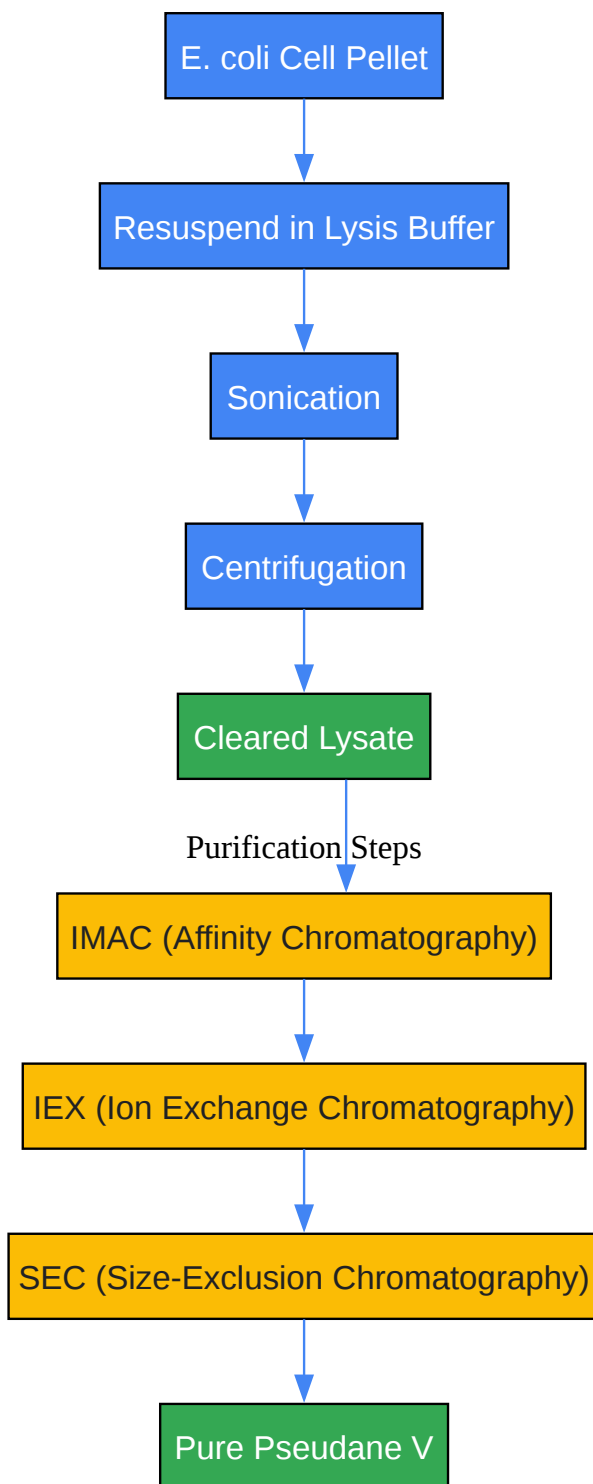 E. coli Cell Pellet
Resuspend in Lysis Buffer
Sonication
Centrifugation
Cleared Lysate
Purification Steps
IMAC (Affinity Chromatography)
IEX (Ion Exchange Chromatography)
SEC (Size-Exclusion Chromatography)
Pure Pseudane V